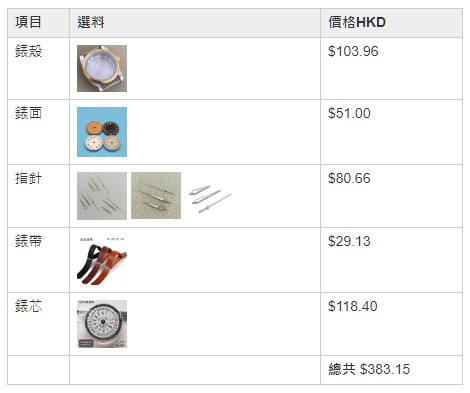 項目 選料 價格HKD
錶殼 $103.96
錶面 $51.00
指針 $80.66
錶帶 $29.13
錶芯 $118.40
總共 $383.15